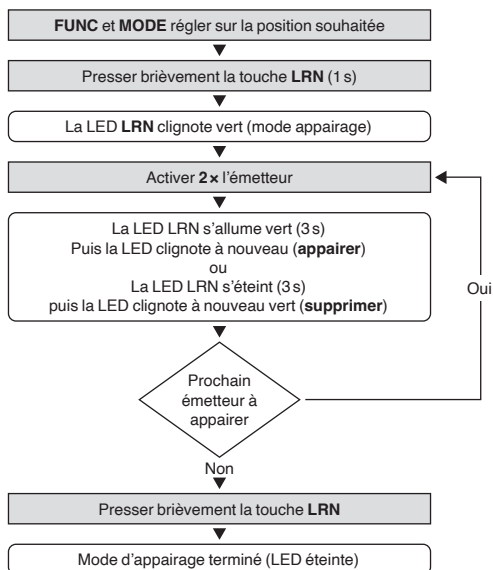 FUNC et MODE régler sur la position souhaitée
Presser brièvement la touche LRN (1 s)
La LED LRN clignote vert (mode appairage)
Activer 2× l'émetteur
La LED LRN s'allume vert (3 s)
Puis la LED clignote à nouveau (appairer)
ou
La LED LRN s'éteint (3 s)
puis la LED clignote à nouveau vert (supprimer)
Oui
Prochain
émetteur à
appairer
Non
Presser brièvement la touche LRN
Mode d'appairage terminé (LED éteinte)